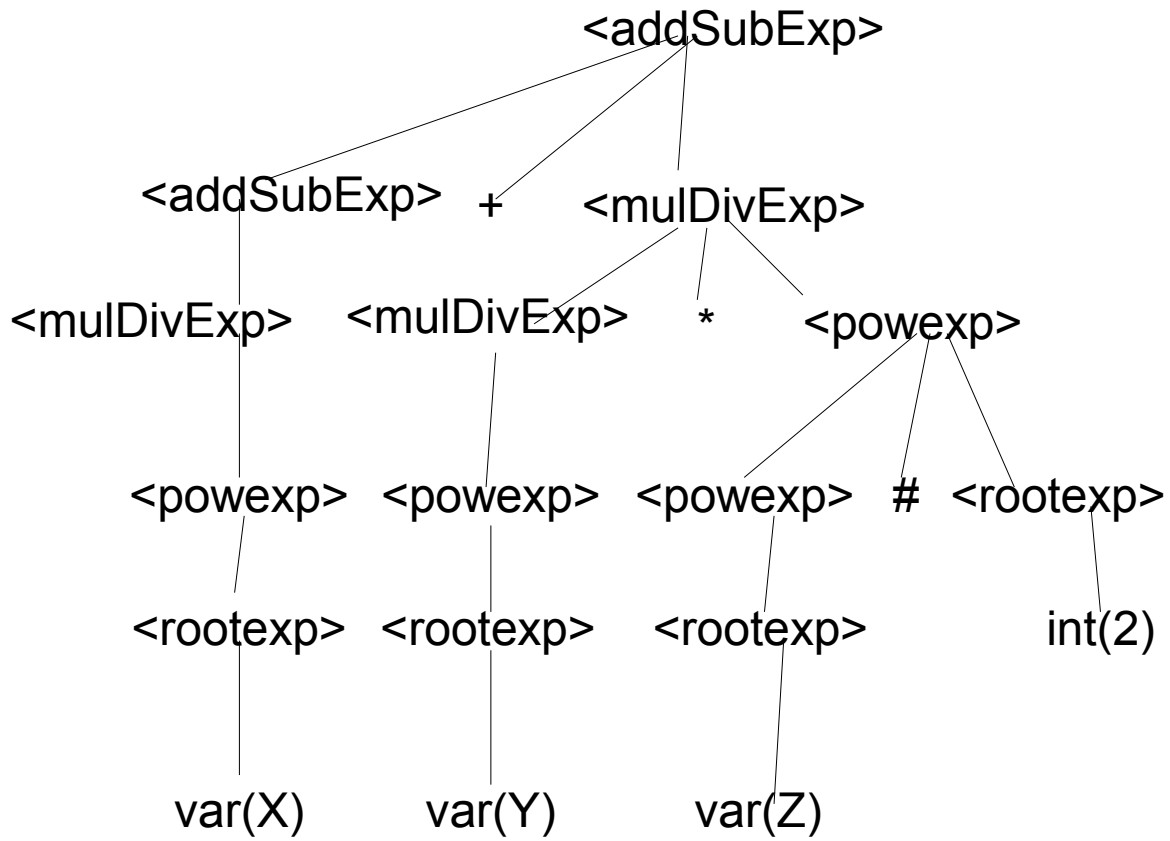 <addSubExp>
<addSubExp> + <mulDivExp>
<mulDivExp> <mulDivExp> * <powexp>
<powexp> <powexp> <powexp> # <rootexp>
<rootexp> <rootexp> <rootexp> int(2)
var(X) var(Y) var(Z)